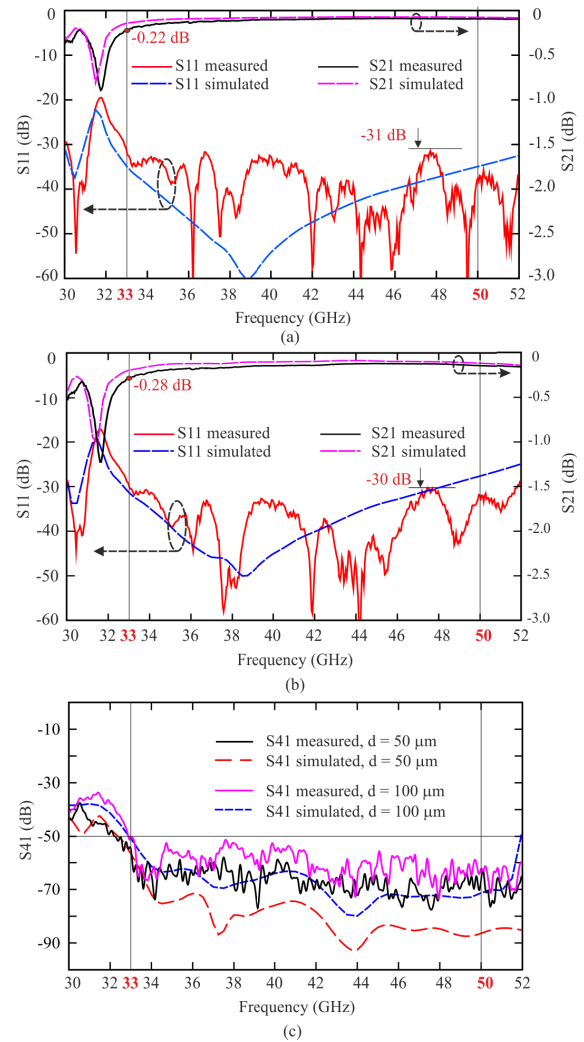 0
-10
-20
-30
-40
-50
-60
S11 (dB)
0
-0.5
-1.0
-1.5
-2.0
-2.5
-3.0
S21 (dB)
-0.22 dB
S11 measured
S11 simulated
S21 measured
S21 simulated
-31 dB
30 32 33 34 36 38 40 42 44 46 48 50 52
Frequency (GHz)
(a)
0
-10
-20
-30
-40
-50
-60
S11 (dB)
0
-0.5
-1.0
-1.5
-2.0
-2.5
-3.0
S21 (dB)
-0.28 dB
S11 measured
S11 simulated
S21 measured
S21 simulated
-30 dB
30 32 33 34 36 38 40 42 44 46 48 50 52
Frequency (GHz)
(b)
-10
-30
-50
-70
-90
S41 (dB)
S41 measured, d = 50 μm
S41 simulated, d = 50 μm
S41 measured, d = 100 μm
S41 simulated, d = 100 μm
30 32 33 34 36 38 40 42 44 46 48 50 52
Frequency (GHz)
(c)